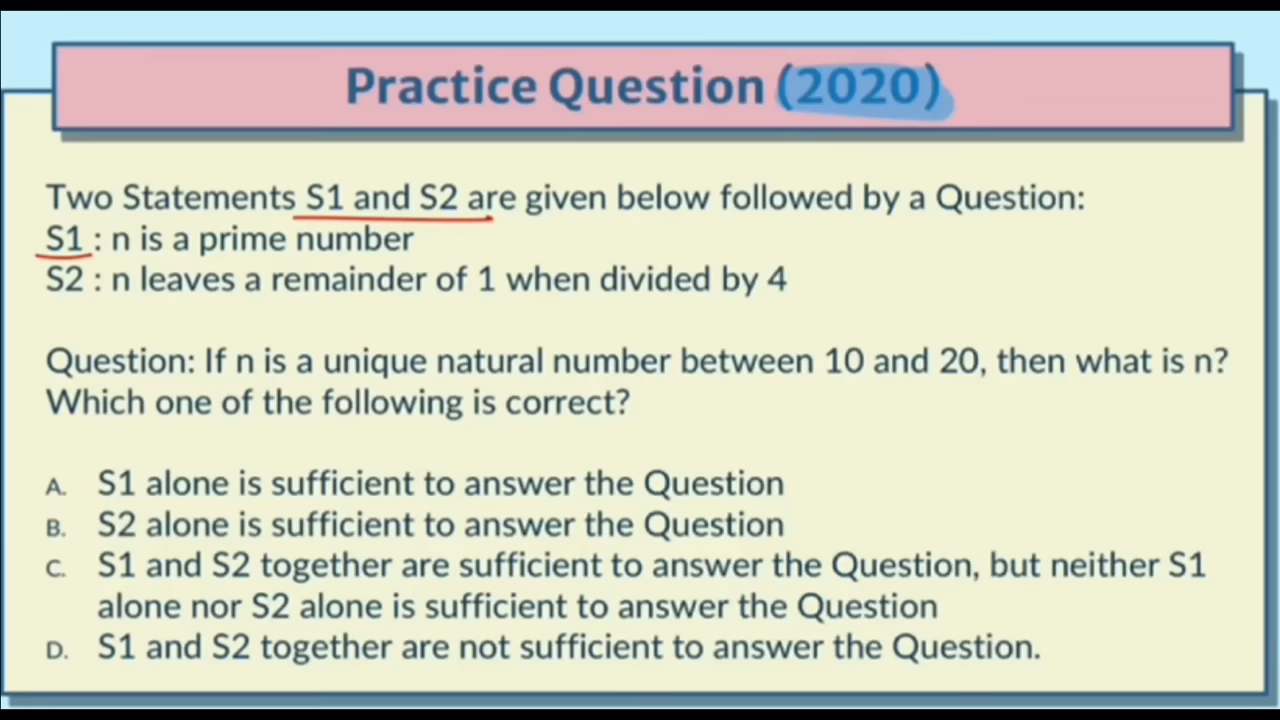 Practice Question (2020)
Two Statements S1 and S2 are given below followed by a Question:
S1 : n is a prime number
S2 : n leaves a remainder of 1 when divided by 4
Question: If n is a unique natural number between 10 and 20, then what is n?
Which one of the following is correct?
A. S1 alone is sufficient to answer the Question
B. S2 alone is sufficient to answer the Question
C. S1 and S2 together are sufficient to answer the Question, but neither S1
alone nor S2 alone is sufficient to answer the Question
D. S1 and S2 together are not sufficient to answer the Question.